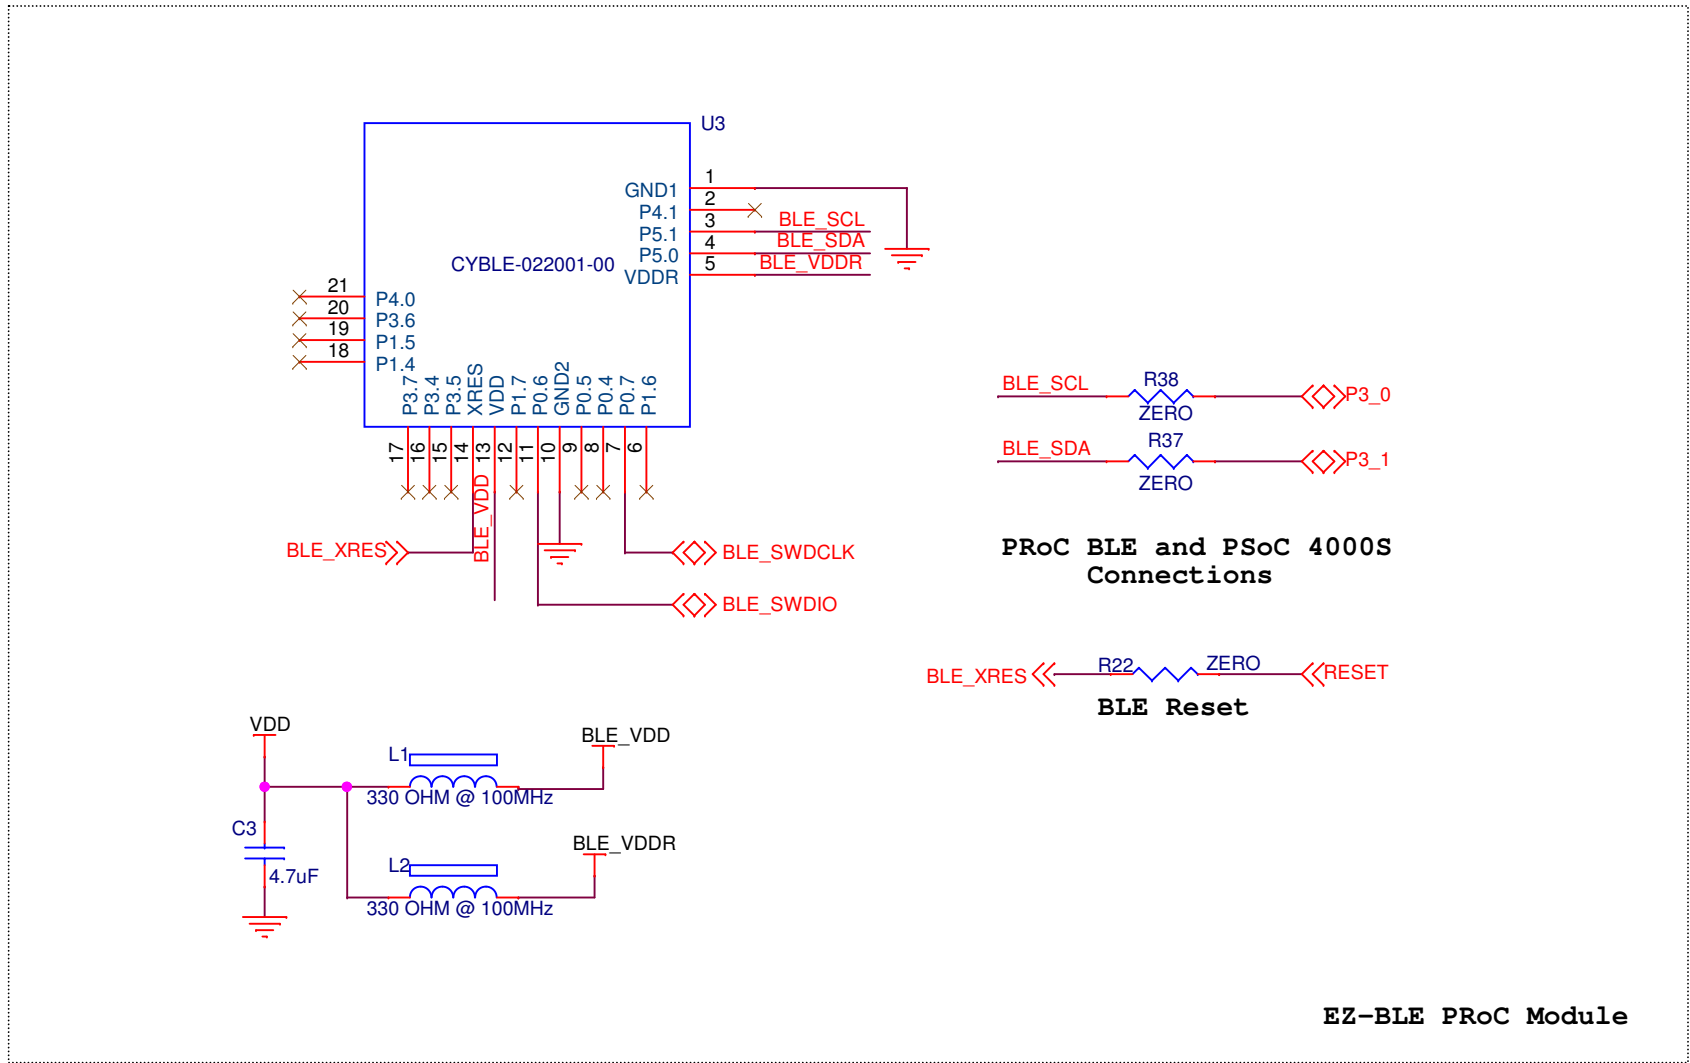 U3
1
GND1
2
P4.1
3
BLE_SCL
P5.1
4
BLE_SDA
P5.0
5
BLE_VDDR
VDDR
CYBLE-022001-00
21
P4.0
20
P3.6
19
P1.5
18
P1.4
P3.7
P3.4
P3.5
XRES
VDD
P1.7
P0.6
GND2
P0.5
P0.4
P0.7
P1.6
17
16
15
14
13
12
11
10
9
8
7
6
BLE_VDD
BLE_XRES
BLE_SWDCLK
BLE_SWDIO
BLE_SCL
R38
ZERO
P3_0
BLE_SDA
R37
ZERO
P3_1
PRoC BLE and PSoC 4000S
Connections
BLE_XRES
R22
ZERO
RESET
BLE Reset
VDD
L1
330 OHM @ 100MHz
BLE_VDD
C3
4.7uF
L2
330 OHM @ 100MHz
BLE_VDDR
EZ-BLE PRoC Module